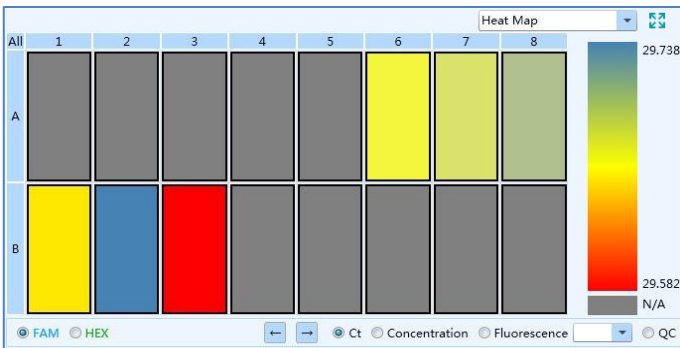 Heat Map
All 1 2 3 4 5 6 7 8
29.738
A
B
29.582
N/A
FAM HEX ← → Ct Concentration Fluorescence QC